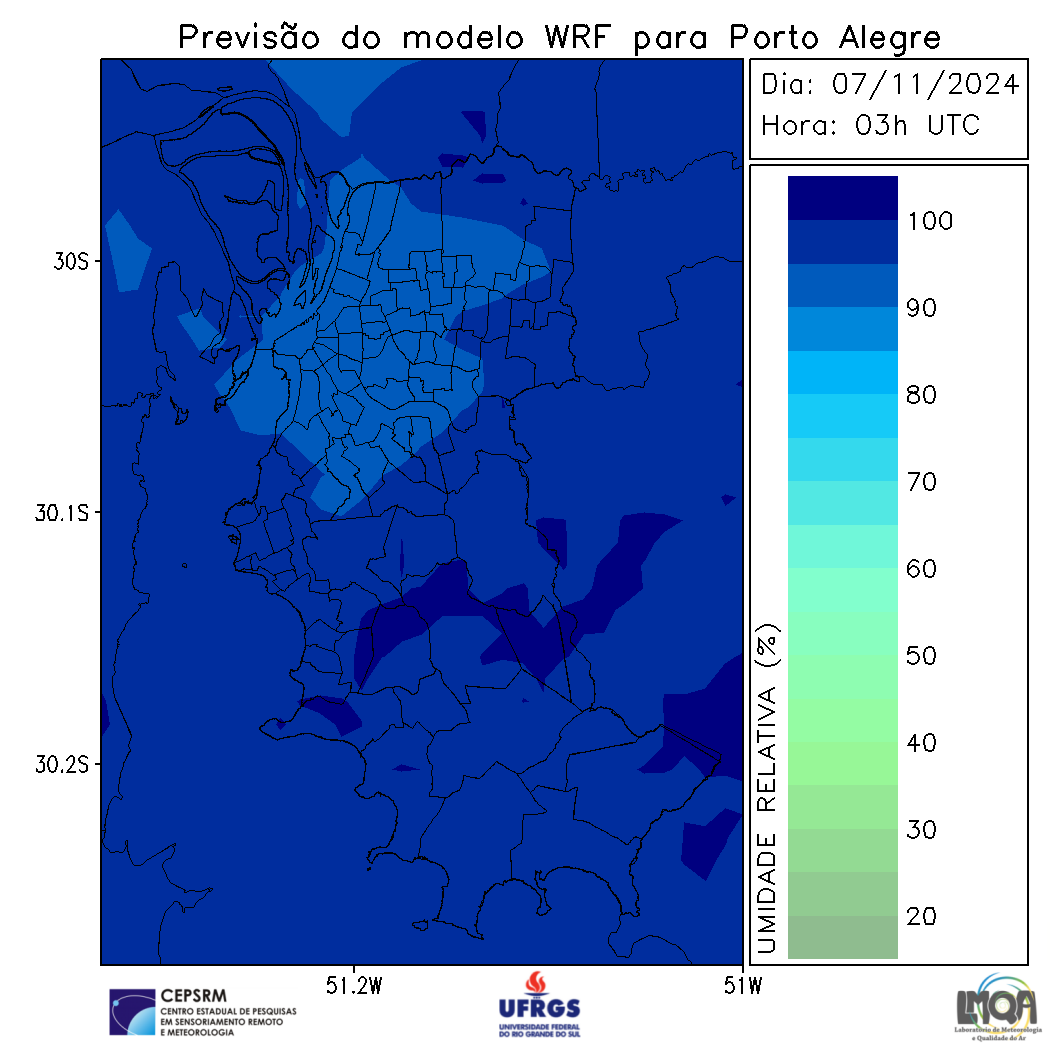 Previsão do modelo WRF para Porto Alegre
Dia: 07/11/2024
Hora: 03h UTC
30S
30.1S
30.2S
51.2W
51W
100
90
80
70
60
50
40
30
20
UMIDADE RELATIVA (%)
CEPSRM
CENTRO ESTADUAL DE PESQUISAS
EM SENSORIAMENTO REMOTO
E METEOROLOGIA
UFRGS
UNIVERSIDADE FEDERAL
DO RIO GRANDE DO SUL
LMQA
Laboratório de Meteorologia
e Qualidade do Ar